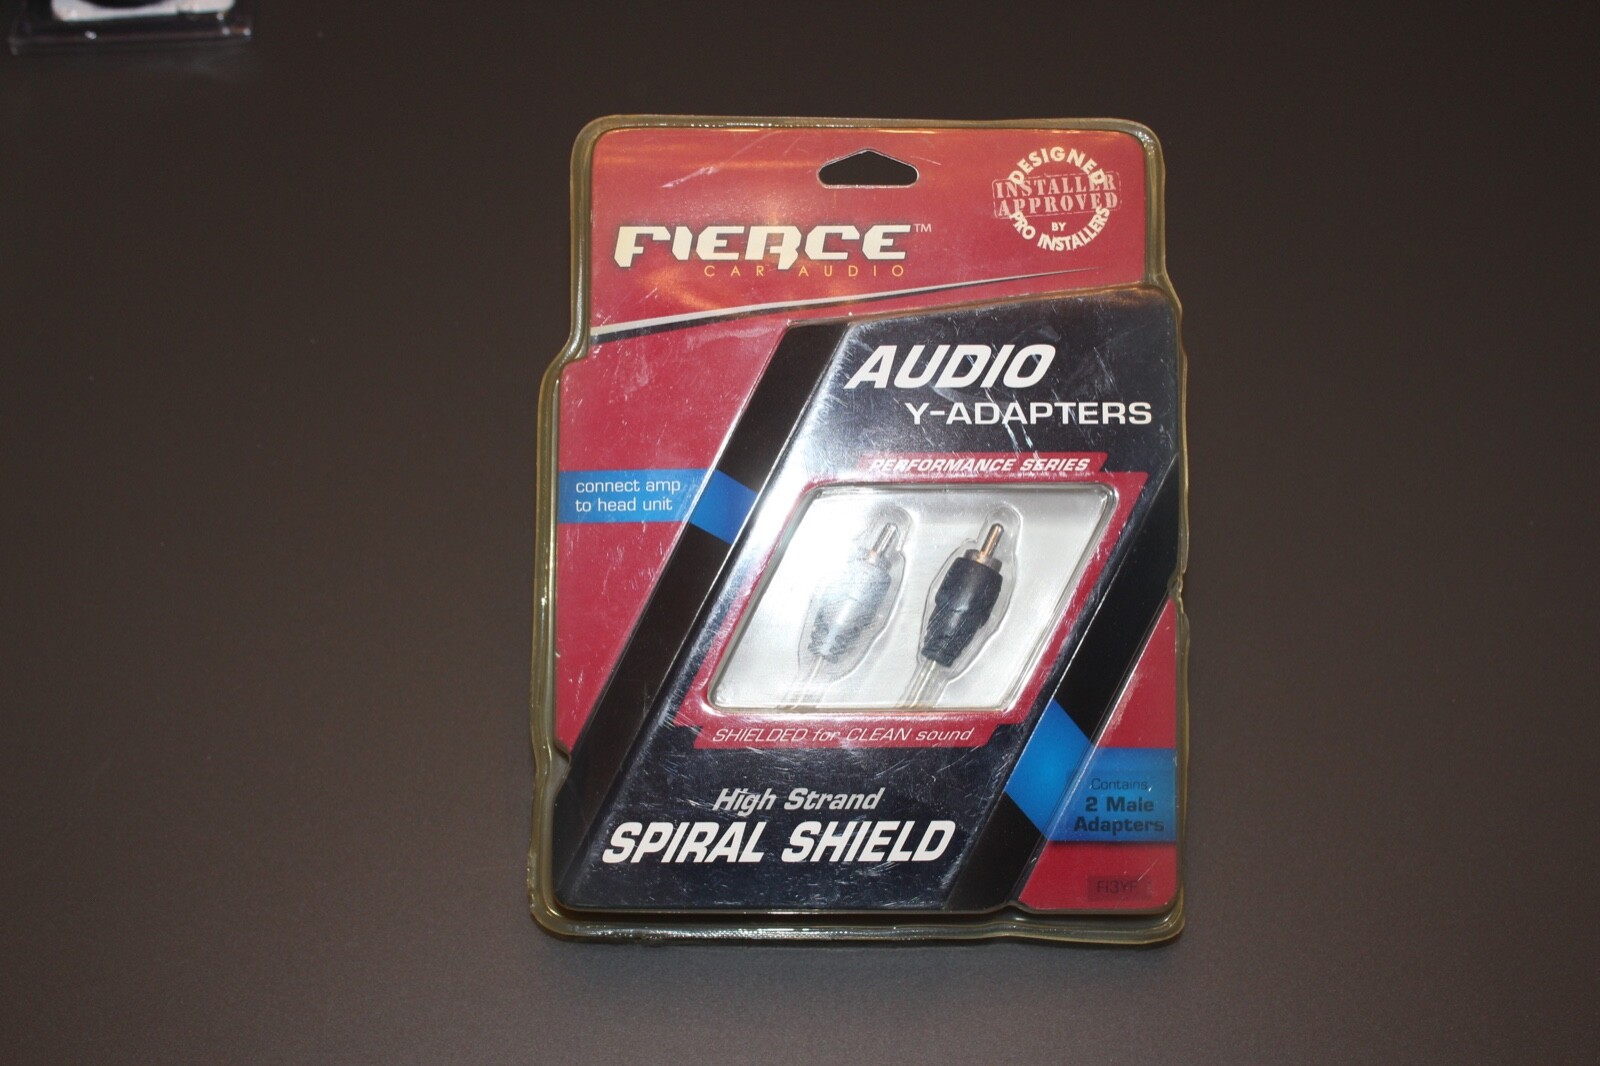 DESIGNED
INSTALLER
APPROVED
BY
PRO INSTALLERS
FIERCE™
CAR AUDIO
AUDIO
Y-ADAPTERS
PERFORMANCE SERIES
connect amp
to head unit
SHIELDED for CLEAN sound
High Strand
SPIRAL SHIELD
Contains
2 Male
Adapters